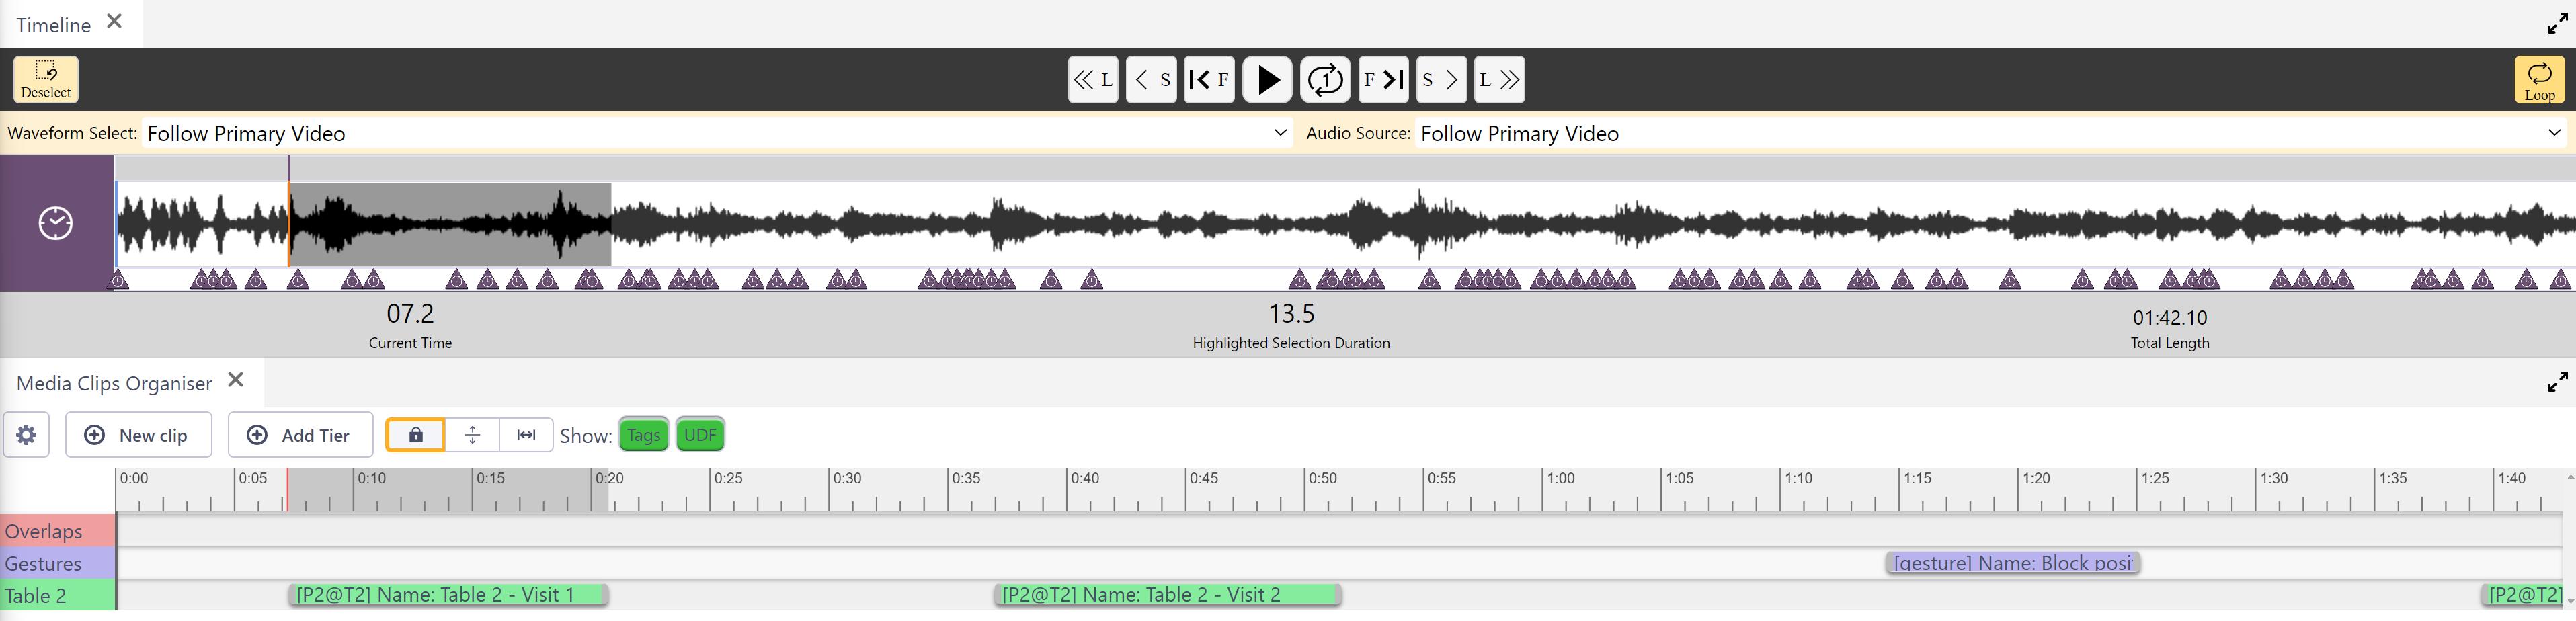 Timeline
Deselect
L S F 1 F S L
Loop
Waveform Select: Follow Primary Video Audio Source: Follow Primary Video
07.2 13.5 01:42.10
Current Time Highlighted Selection Duration Total Length
Media Clips Organiser
New clip Add Tier Show: Tags UDF
0:00 0:05 0:10 0:15 0:20 0:25 0:30 0:35 0:40 0:45 0:50 0:55 1:00 1:05 1:10 1:15 1:20 1:25 1:30 1:35 1:40
Overlaps
Gestures [gesture] Name: Block posi
Table 2 [P2@T2] Name: Table 2 - Visit 1 [P2@T2] Name: Table 2 - Visit 2 [P2@T2]